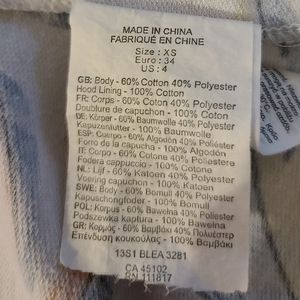 MADE IN CHINA
FABRIQUÉ EN CHINE
Size : XS
Euro : 34
US : 4
GB: Body - 60% Cotton 40% Polyester
Hood Lining - 100% Cotton
FR: Corps - 60% Coton 40% Polyester
Doublure de capuchon - 100% Coton
DE: Körper - 60% Baumwolle 40% Polyester
Kapuzenfutter - 100% Baumwolle
ESP: Cuerpo - 60% Algodón 40% Poliéster
Forro de la capucha - 100% Algodón
IT: Corpo - 60% Cotone 40% Poliestere
Fodera cappuccio - 100% Cotone
NL: Lijf - 60% Katoen 40% Polyester
Voering capuchon - 100% Katoen
SWE: Body - 60% Bomull 40% Polyester
Kapuschong - 100% Bomull
POL: Korpus - 60% Bawełna 40% Poliester
Podszewka kaptura - 100% Bawełna
GR: Κορμός - 60% Βαμβάκι 40% Πολυέστερ
Επένδυση κουκούλας - 100% Βαμβάκι
13S1 BLEA 3281
CA 45102
RN 111817